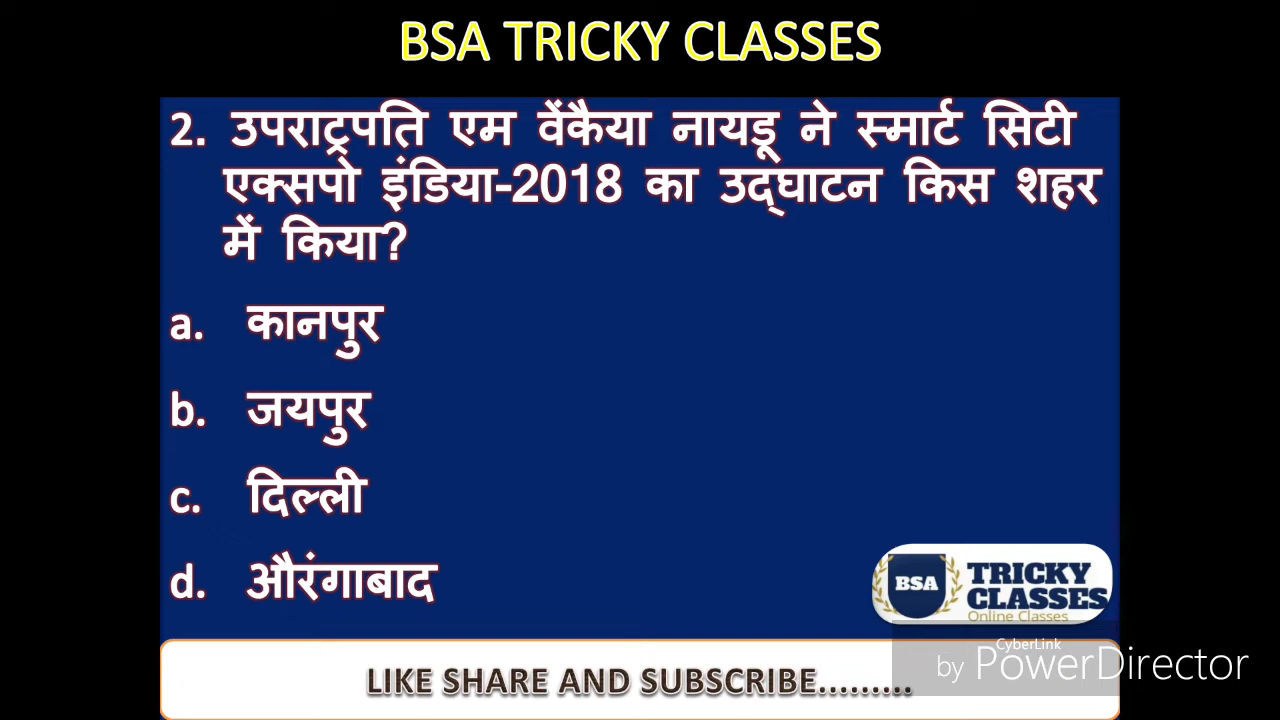 BSA TRICKY CLASSES
2. उपराट्रपति एम वेंकैया नायडू ने स्मार्ट सिटी
एक्सपो इंडिया-2018 का उद्घाटन किस शहर
में किया?
a. कानपुर
b. जयपुर
c. दिल्ली
d. औरंगाबाद
BSA
TRICKY
CLASSES
Online Classes
CyberLink
by PowerDirector
LIKE SHARE AND SUBSCRIBE.........